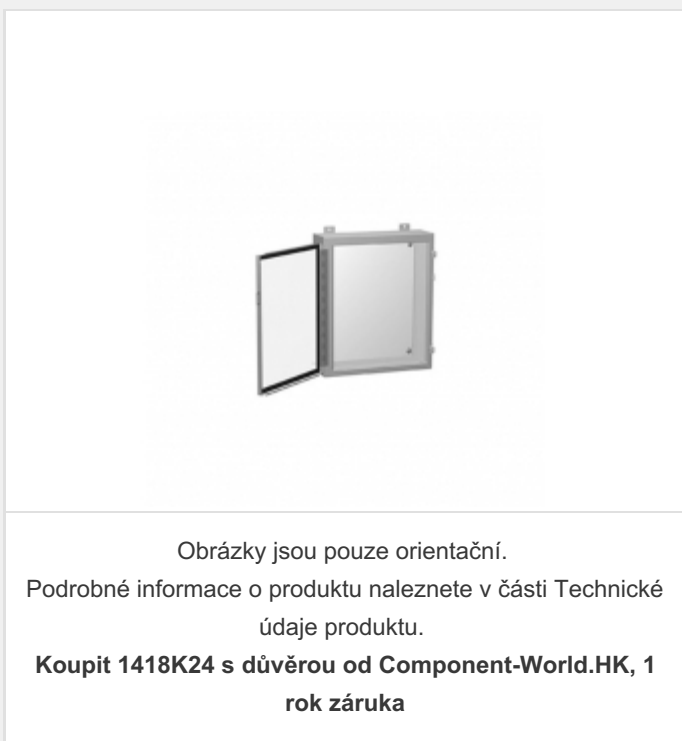 Obrázky jsou pouze orientační.
Podrobné informace o produktu naleznete v části Technické
údaje produktu.
Koupit 1418K24 s důvěrou od Component-World.HK, 1
rok záruka